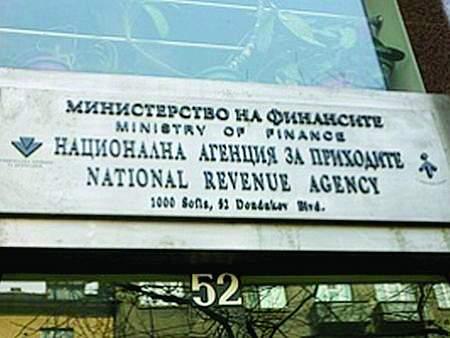 МИНИСТЕРСТВО НА ФИНАНСИТЕ
MINISTRY OF FINANCE
НАЦИОНАЛНА АГЕНЦИЯ ЗА ПРИХОДИТЕ
NATIONAL REVENUE AGENCY
1000 Sofia, 52 Dondukov Blvd.
52